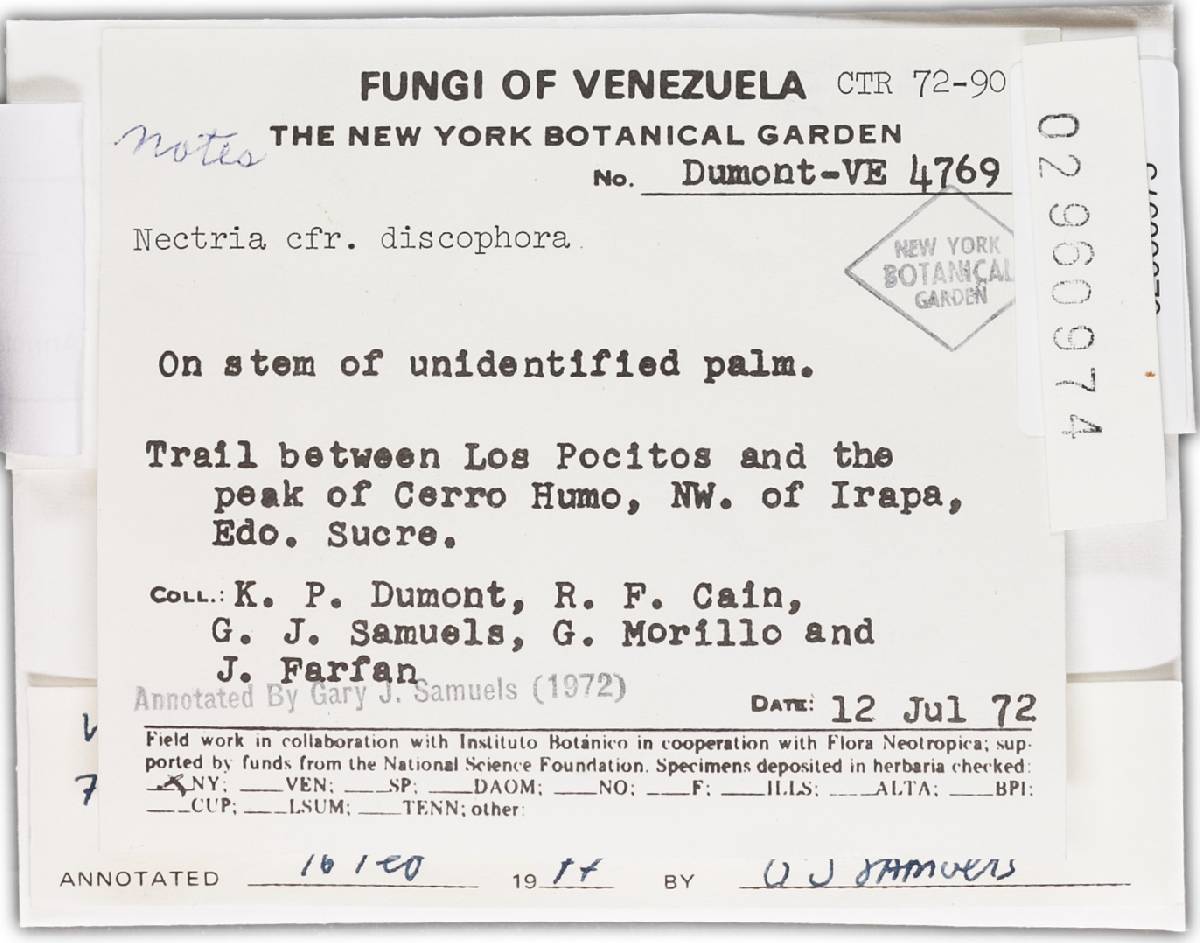 FUNGI OF VENEZUELA CTR 72-90
Notes THE NEW YORK BOTANICAL GARDEN
No. Dumont-VE 4769
Nectria cfr. discophora.
NEW YORK
BOTANICAL
GARDEN
02960974
On stem of unidentified palm.
Trail between Los Pocitos and the
peak of Cerro Humo, NW. of Irapa,
Edo. Sucre.
COLL.: K. P. Dumont, R. F. Cain,
G. J. Samuels, G. Morillo and
J. Farfan
Annotated By Gary J. Samuels (1972)
DATE: 12 Jul 72
Field work in collaboration with Instituto Botánico in cooperation with Flora Neotropica; sup-
ported by funds from the National Science Foundation. Specimens deposited in herbaria checked:
NY; VEN; SP; DAOM; NO; F; ILLS; ALTA; BPI;
CUP; LSUM; TENN; other:
ANNOTATED 16 19 BY G J SAMUELS